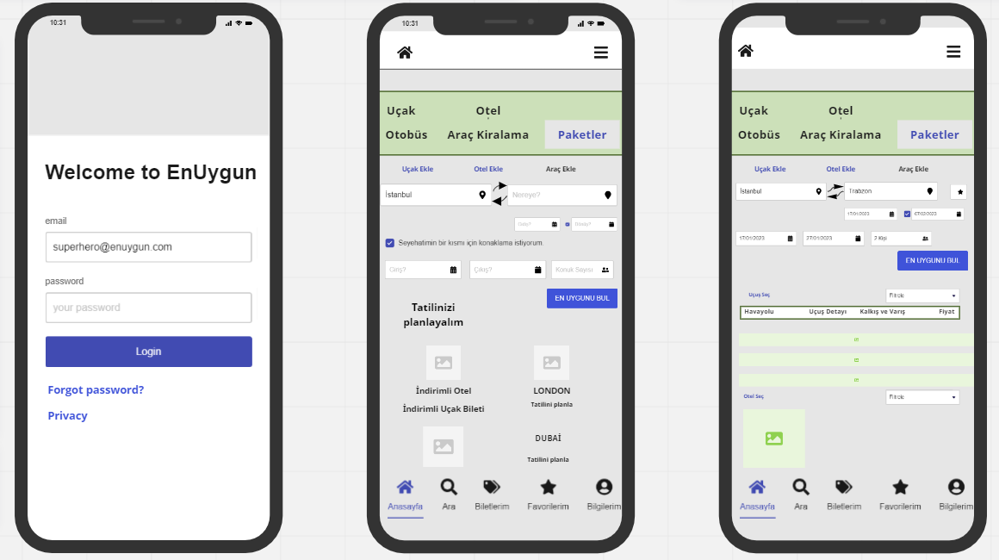 10:31
Welcome to EnUygun
email
superhero@enuygun.com
password
your password
Login
Forgot password?
Privacy
10:31
Uçak Otel
Otobüs Araç Kiralama Paketler
Uçak Ekle Otel Ekle Araç Ekle
İstanbul Nereye?
Seyehatimin bir kısmı için konaklama istiyorum.
Giriş? Çıkış? Konuk Sayısı
EN UYGUNU BUL
Tatilinizi
planlayalım
İndirimli Otel LONDON
İndirimli Uçak Bileti Tatilini planla
DUBAİ
Tatilini planla
Anasayfa Ara Biletlerim Favorilerim Bilgilerim
Uçak Otel
Otobüs Araç Kiralama Paketler
Uçak Ekle Otel Ekle Araç Ekle
İstanbul Trabzon
17/01/2023 07/02/2023
17/01/2023 27/01/2023 2 Kişi
EN UYGUNU BUL
Uçuş Seç Filtrele
Havayolu Uçuş Detayı Kalkış ve Varış Fiyat
Otel Seç Filtrele
Anasayfa Ara Biletlerim Favorilerim Bilgilerim